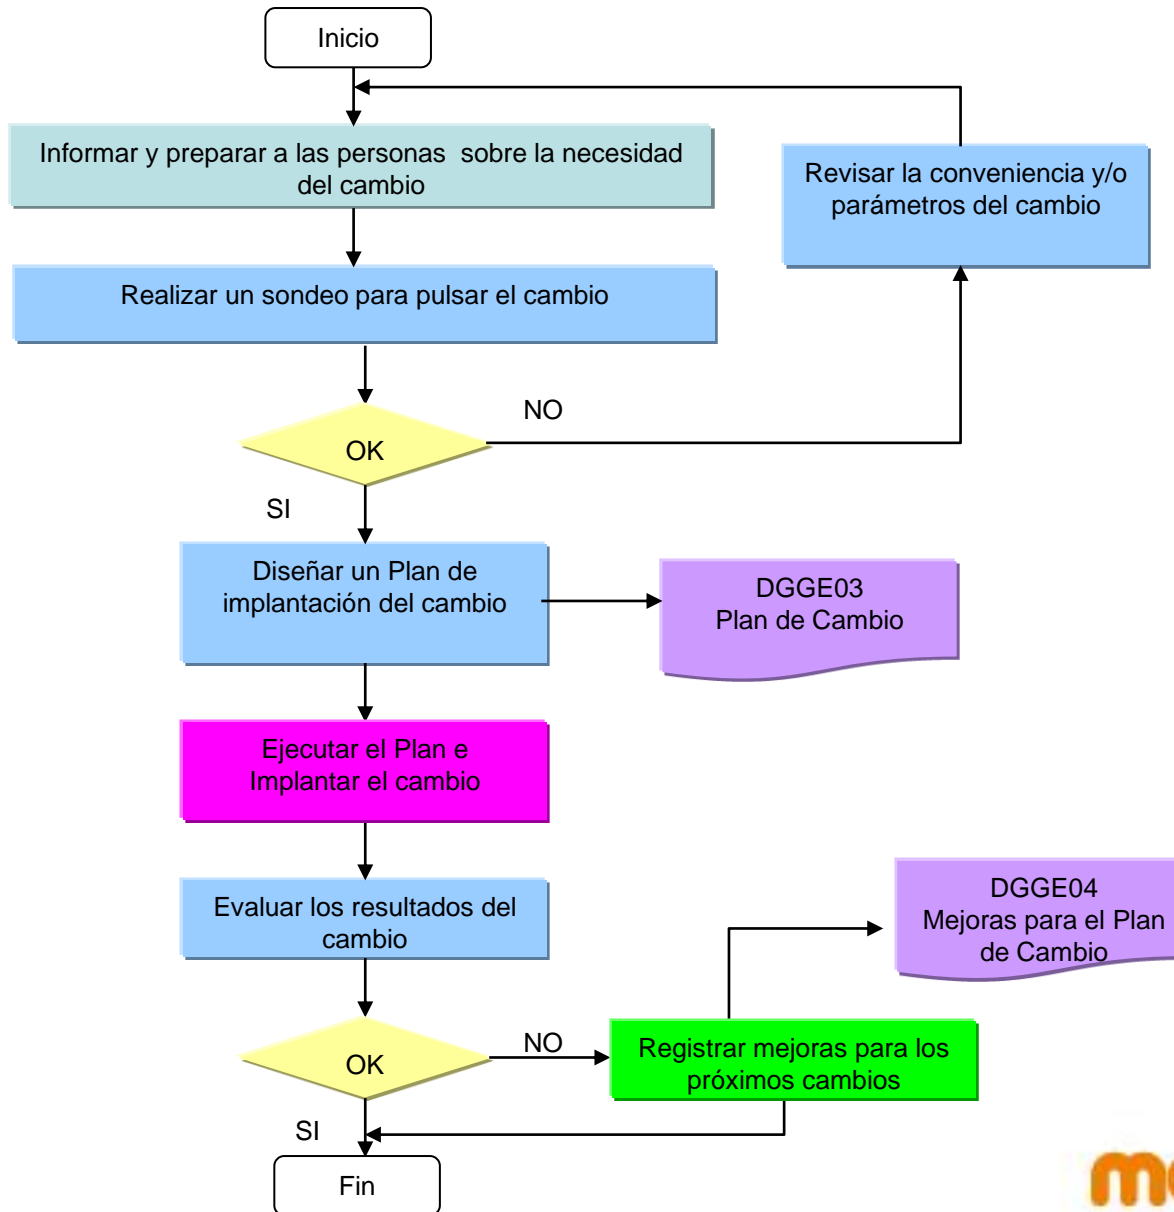 Inicio
Informar y preparar a las personas sobre la necesidad
del cambio
Revisar la conveniencia y/o
parámetros del cambio
Realizar un sondeo para pulsar el cambio
NO
OK
SI
Diseñar un Plan de
implantación del cambio
DGGE03
Plan de Cambio
Ejecutar el Plan e
Implantar el cambio
Evaluar los resultados del
cambio
DGGE04
Mejoras para el Plan
de Cambio
NO
OK
Registrar mejoras para los
próximos cambios
SI
Fin